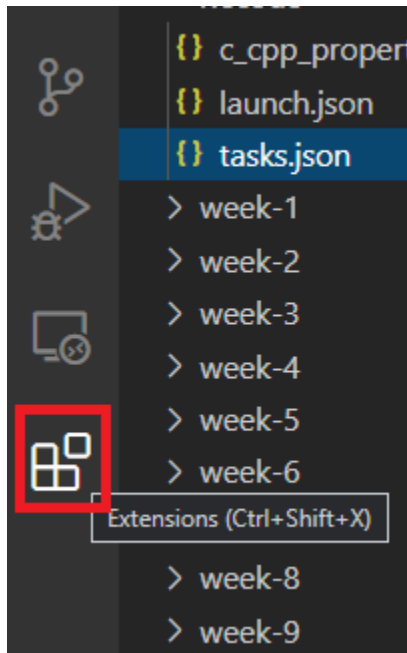 {} c_cpp_propert
{} launch.json
{} tasks.json
> week-1
> week-2
> week-3
> week-4
> week-5
> week-6
Extensions (Ctrl+Shift+X)
> week-8
> week-9